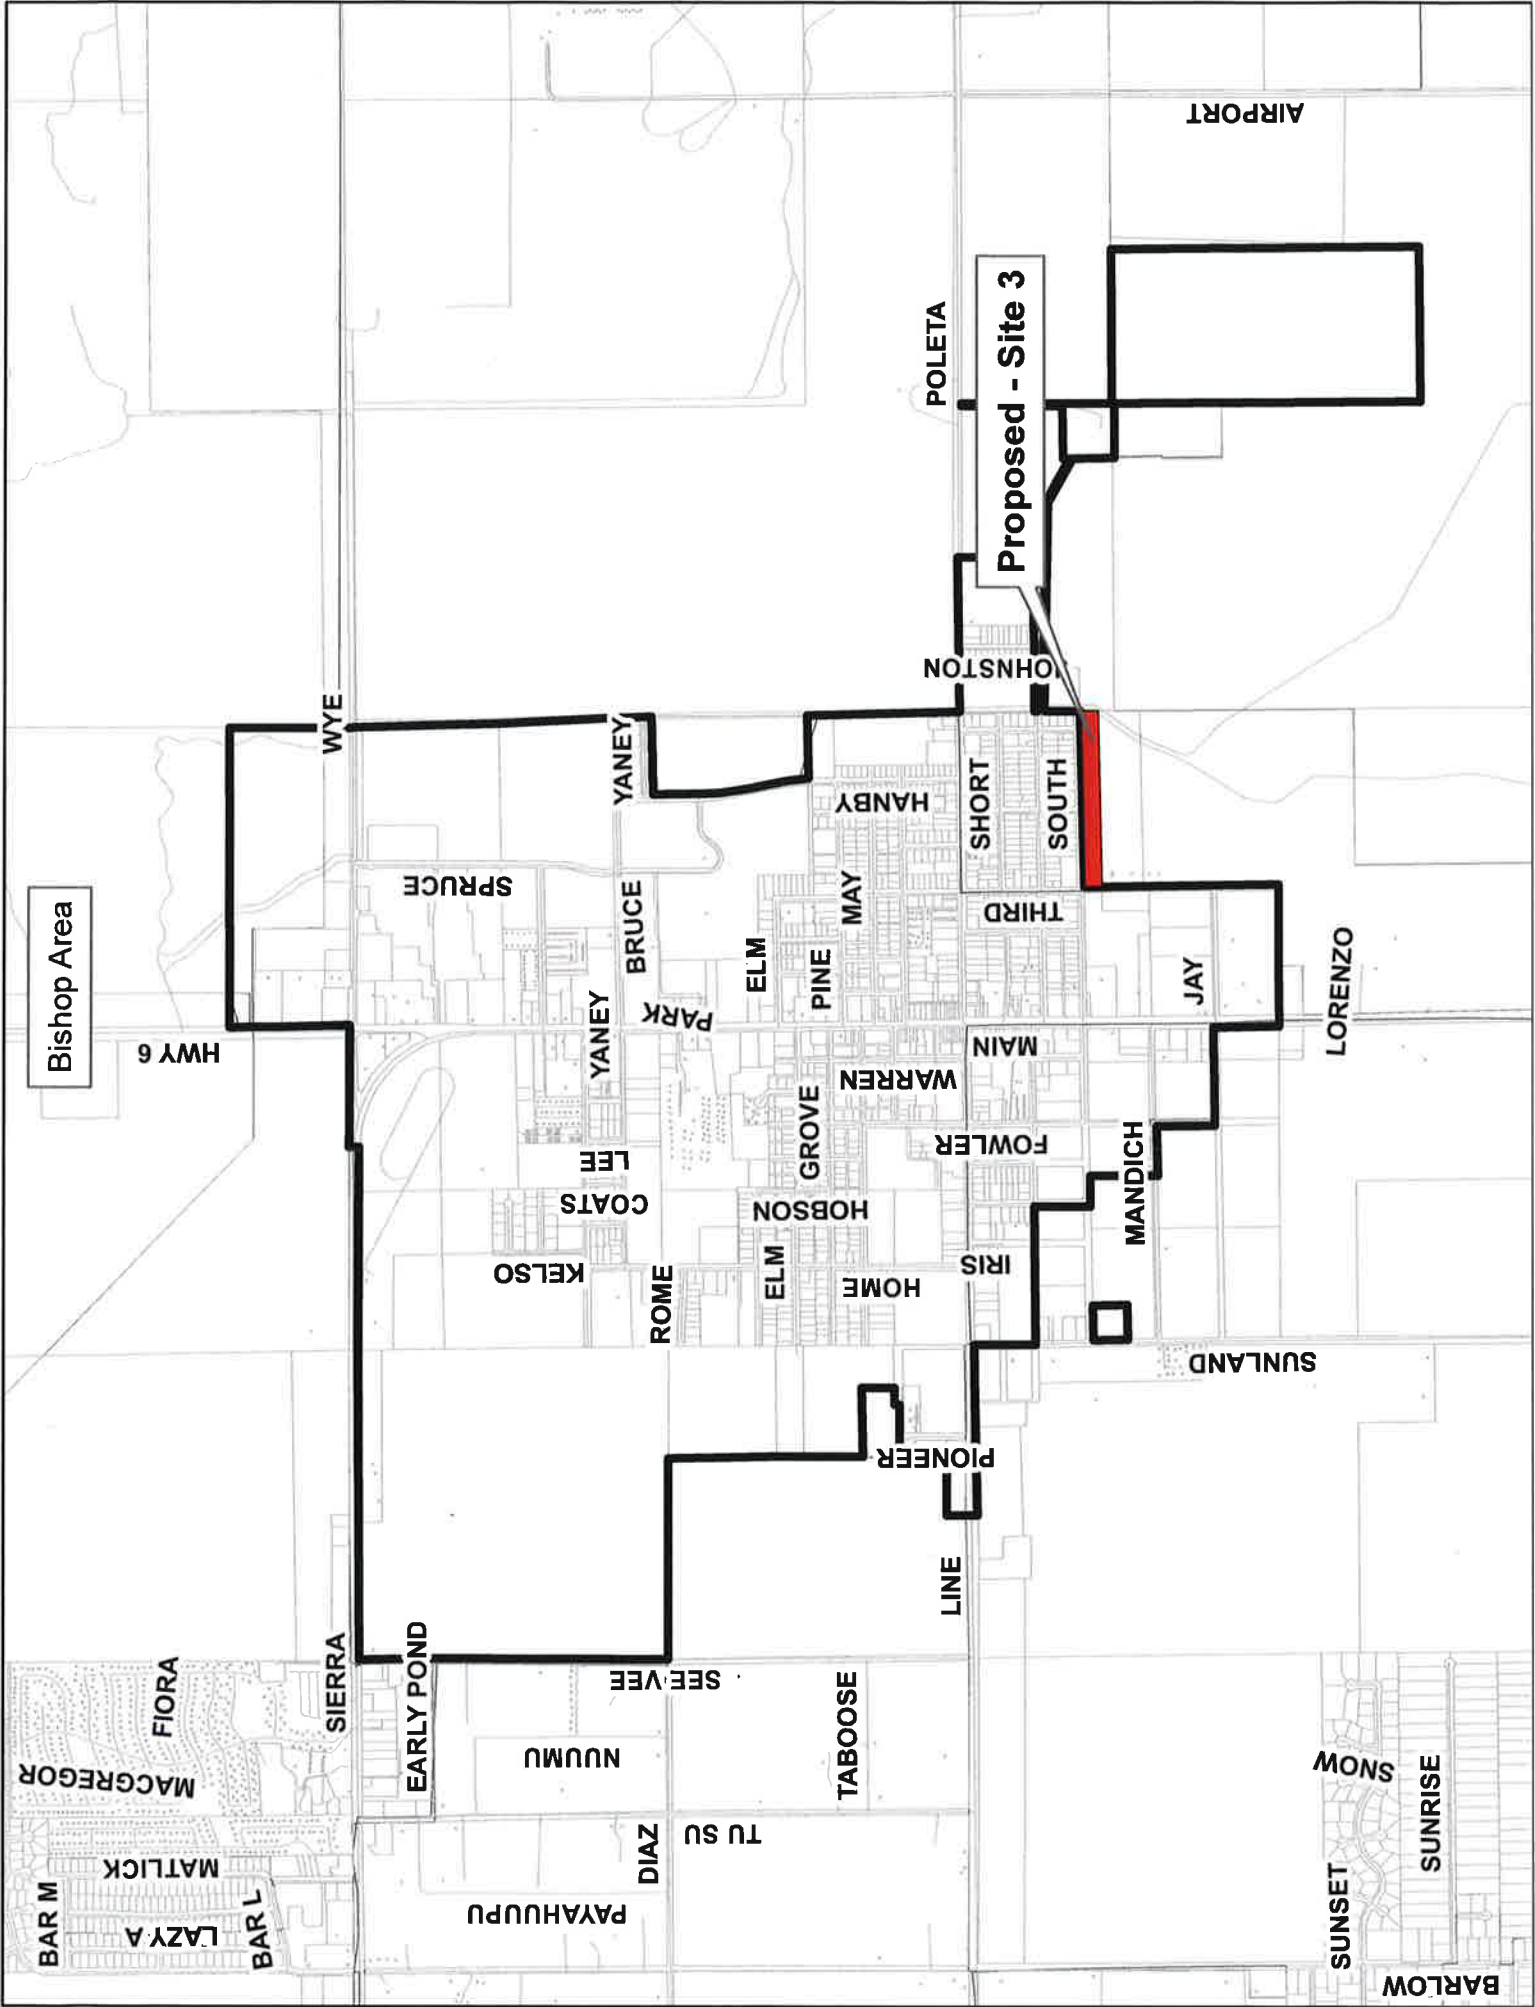 Bishop Area
HWY 6
WYE
SIERRA
FIORA
MACGREGOR
MATLICK
BAR M
LAZY A
BAR L
EARLY POND
SPRUCE
YANEY
BRUCE
YANEY
PARK
LEE
COATS
KELSO
ROME
SEE VEE
NUUMU
DIAZ
TU SU
PAYAHUUPU
TABOOSE
ELM
PINE
MAY
HANBY
GROVE
WARREN
HOBSON
ELM
HOME
PIONEER
LINE
POLETA
AIRPORT
Proposed - Site 3
SHORT
SOUTH
THIRD
MAIN
FOWLER
IRIS
MANDICH
JAY
LORENZO
SUNLAND
SNOW
SUNRISE
SUNSET
BARLOW